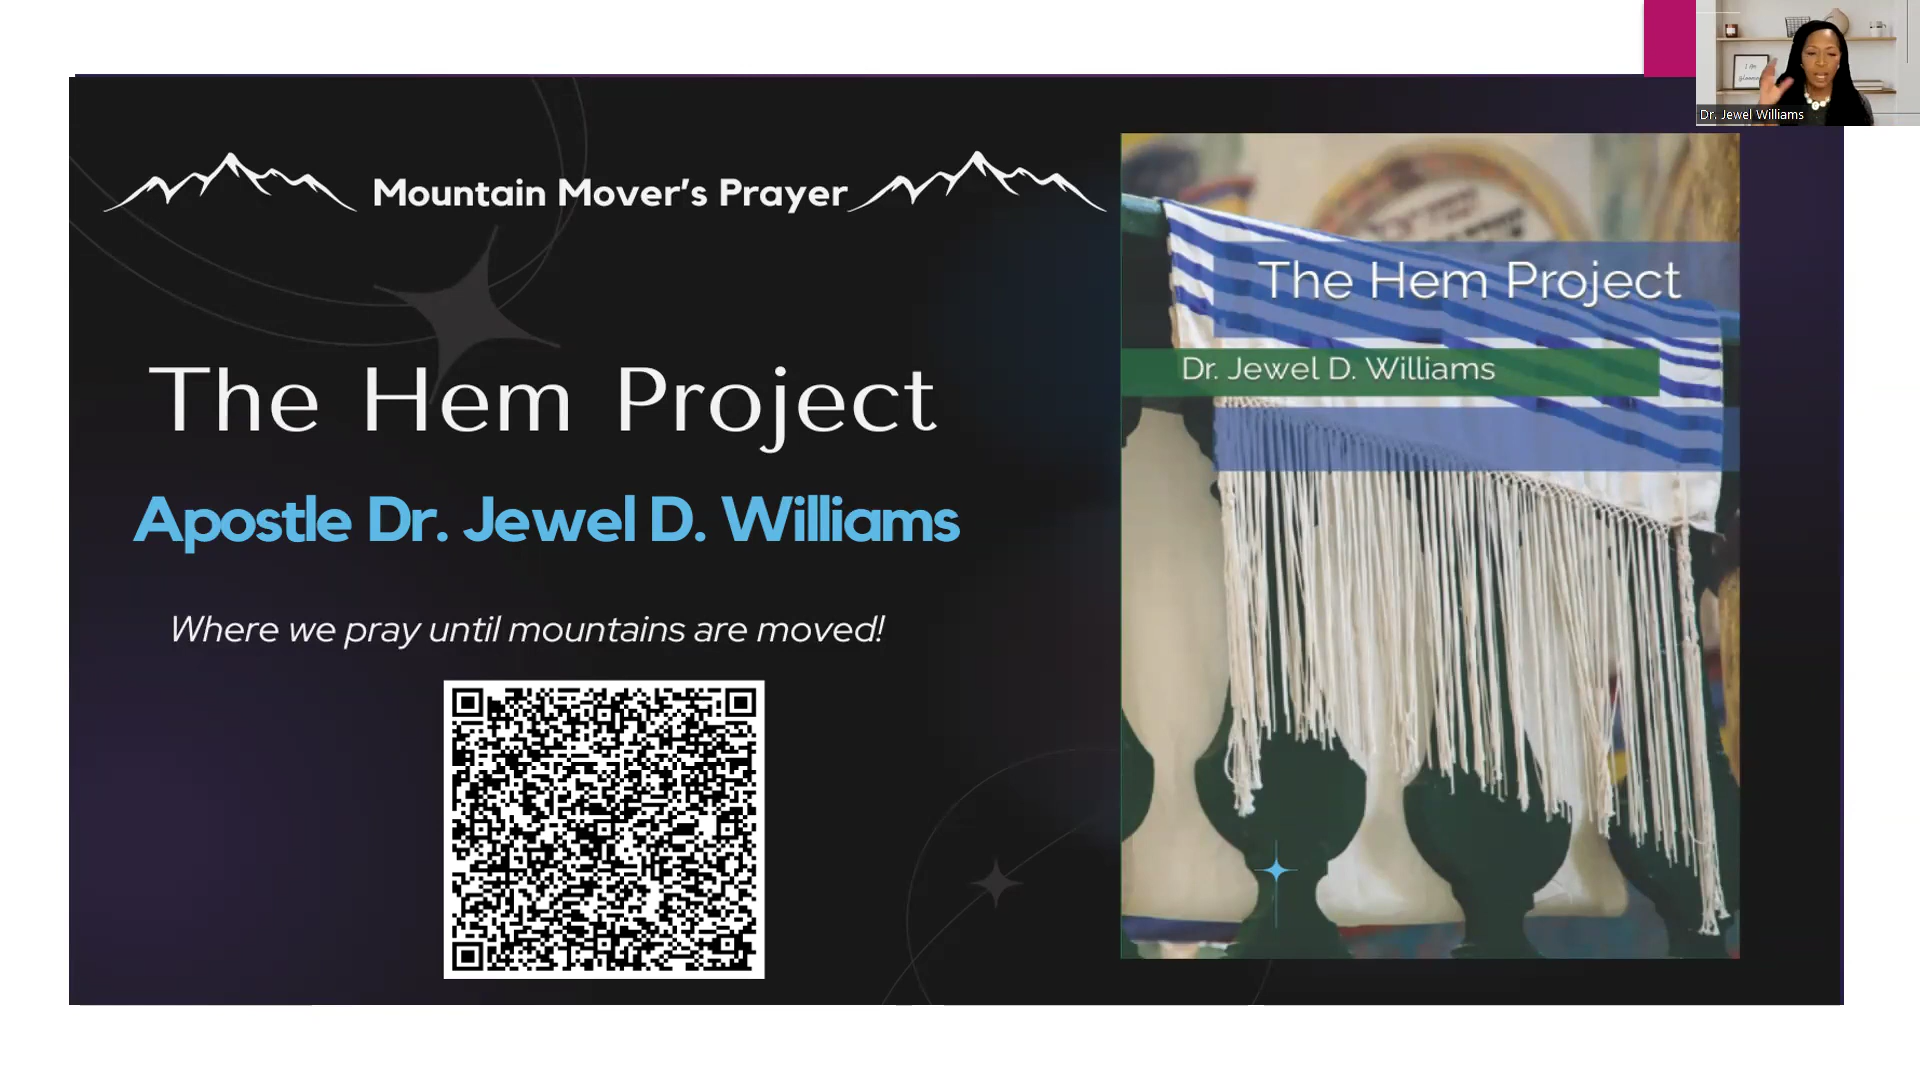 Mountain Mover's Prayer
The Hem Project
Apostle Dr. Jewel D. Williams
Where we pray until mountains are moved!
The Hem Project
Dr. Jewel D. Williams
Dr. Jewel Williams